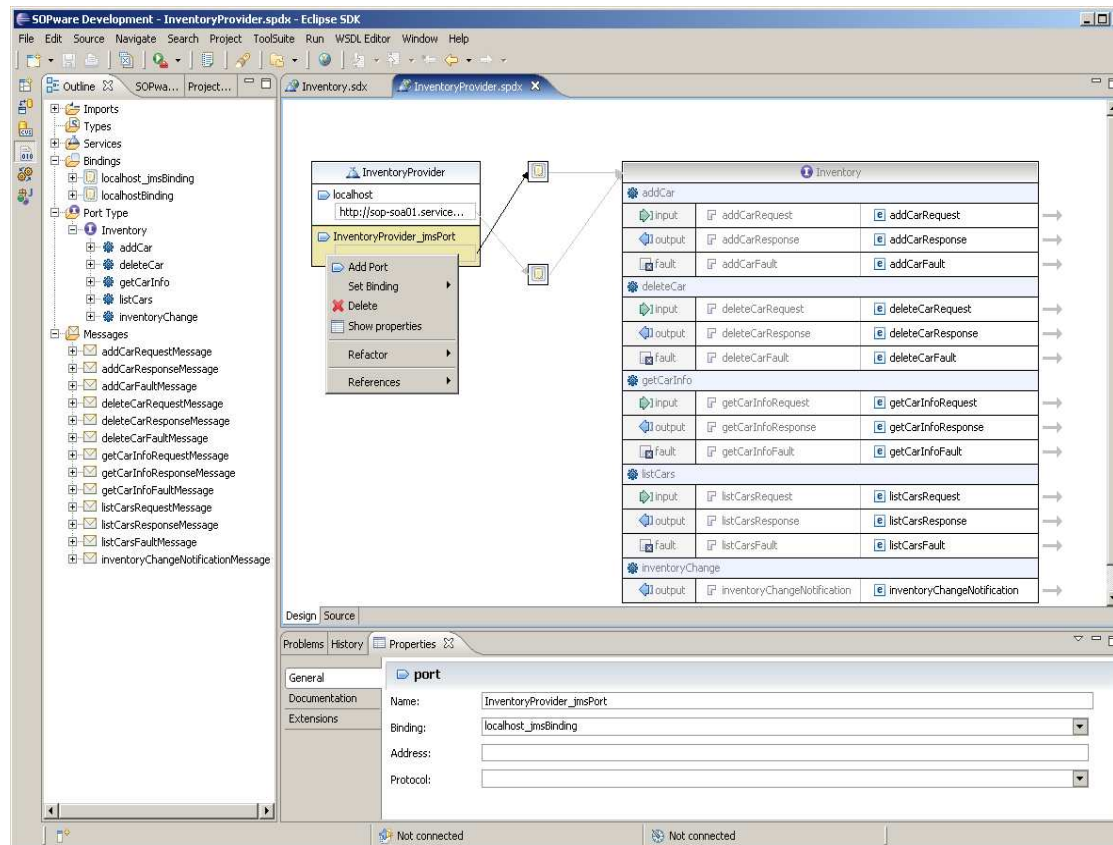 SOPware Development - InventoryProvider.spdx - Eclipse SDK
File Edit Source Navigate Search Project ToolSuite Run WSDL Editor Window Help
Outline SOPwa... Project...
Inventory.sdx InventoryProvider.spdx
Imports
Types
Services
Bindings
localhost_jmsBinding
localhostBinding
Port Type
Inventory
addCar
deleteCar
getCarInfo
listCars
inventoryChange
Messages
addCarRequestMessage
addCarResponseMessage
addCarFaultMessage
deleteCarRequestMessage
deleteCarResponseMessage
deleteCarFaultMessage
getCarInfoRequestMessage
getCarInfoResponseMessage
getCarInfoFaultMessage
listCarsRequestMessage
listCarsResponseMessage
listCarsFaultMessage
inventoryChangeNotificationMessage
InventoryProvider
localhost
http://sop-soa01.service...
InventoryProvider_jmsPort
Add Port
Set Binding
Delete
Show properties
Refactor
References
Inventory
addCar
input addCarRequest addCarRequest
output addCarResponse addCarResponse
fault addCarFault addCarFault
deleteCar
input deleteCarRequest deleteCarRequest
output deleteCarResponse deleteCarResponse
fault deleteCarFault deleteCarFault
getCarInfo
input getCarInfoRequest getCarInfoRequest
output getCarInfoResponse getCarInfoResponse
fault getCarInfoFault getCarInfoFault
listCars
input listCarsRequest listCarsRequest
output listCarsResponse listCarsResponse
fault listCarsFault listCarsFault
inventoryChange
output inventoryChangeNotification inventoryChangeNotification
Design Source
Problems History Properties
General
Documentation
Extensions
port
Name: InventoryProvider_jmsPort
Binding: localhost_jmsBinding
Address:
Protocol:
Not connected Not connected